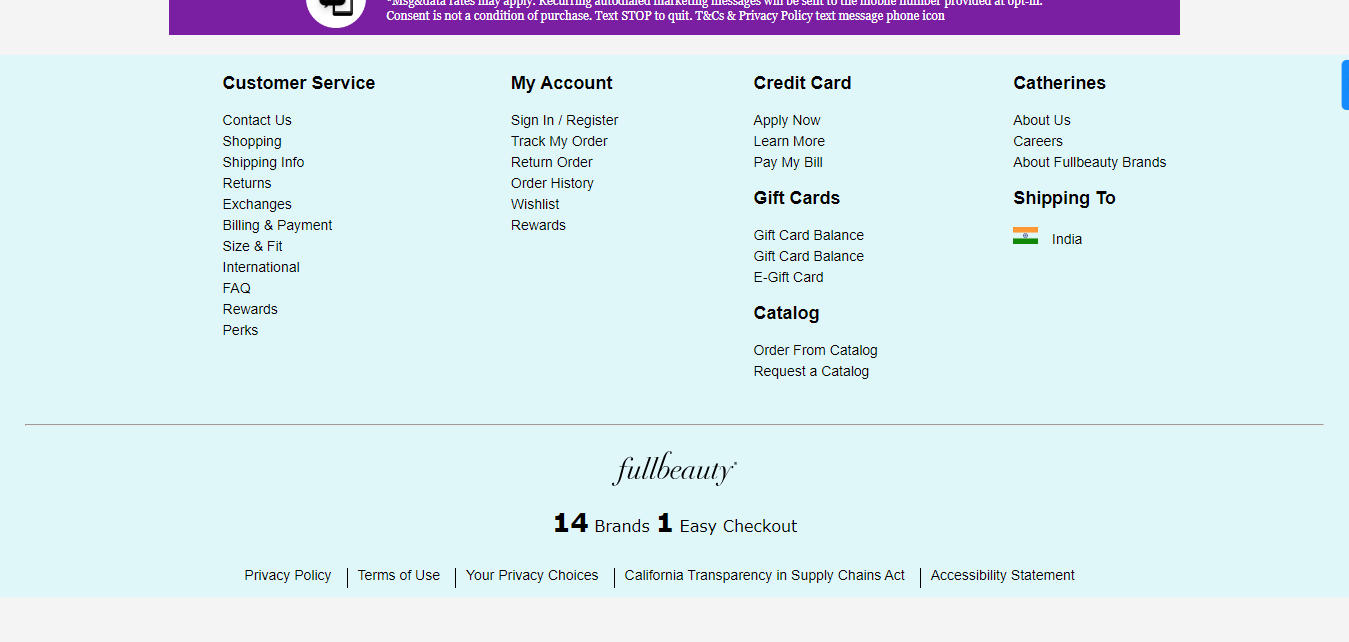 *Msg&data rates may apply. Recurring autodialed marketing messages will be sent to the mobile number provided at opt-in.
Consent is not a condition of purchase. Text STOP to quit. T&Cs & Privacy Policy text message phone icon
Customer Service
Contact Us
Shopping
Shipping Info
Returns
Exchanges
Billing & Payment
Size & Fit
International
FAQ
Rewards
Perks
My Account
Sign In / Register
Track My Order
Return Order
Order History
Wishlist
Rewards
Credit Card
Apply Now
Learn More
Pay My Bill
Gift Cards
Gift Card Balance
Gift Card Balance
E-Gift Card
Catalog
Order From Catalog
Request a Catalog
Catherines
About Us
Careers
About Fullbeauty Brands
Shipping To
India
fullbeauty
14 Brands 1 Easy Checkout
Privacy Policy
Terms of Use
Your Privacy Choices
California Transparency in Supply Chains Act
Accessibility Statement